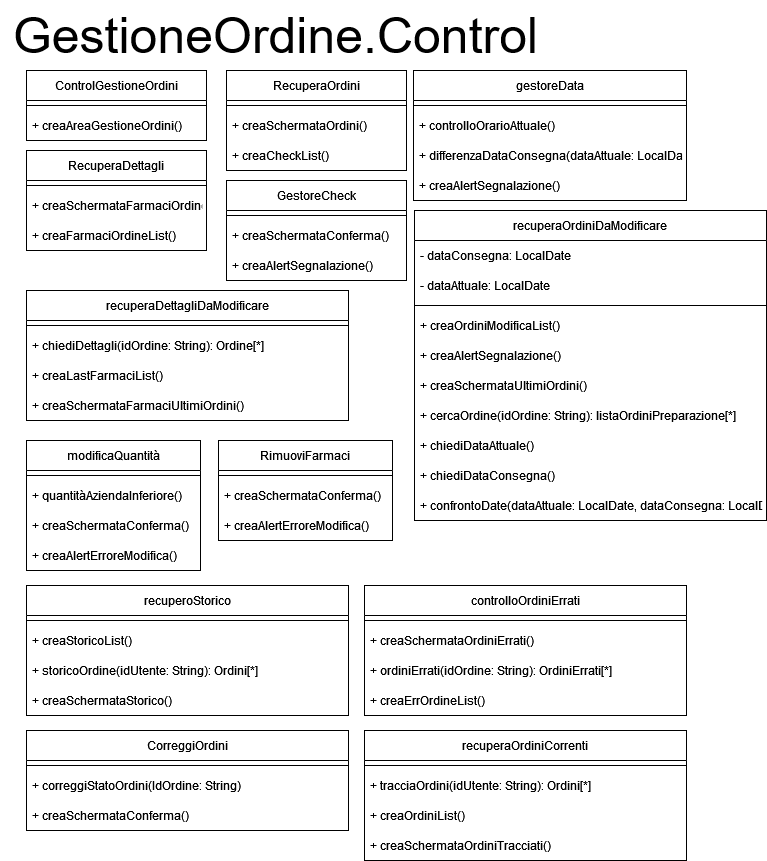 GestioneOrdine.Control
ControlGestioneOrdini
+ creaAreaGestioneOrdini()
RecuperaOrdini
+ creaSchermataOrdini()
+ creaCheckList()
gestoreData
+ controlloOrarioAttuale()
+ differenzaDataConsegna(dataAttuale: LocalDa
+ creaAlertSegnalazione()
RecuperaDettagli
+ creaSchermataFarmaciOrdin
+ creaFarmaciOrdineList()
GestoreCheck
+ creaSchermataConferma()
+ creaAlertSegnalazione()
recuperaOrdiniDaModificare
- dataConsegna: LocalDate
- dataAttuale: LocalDate
+ creaOrdiniModificaList()
+ creaAlertSegnalazione()
+ creaSchermataUltimiOrdini()
+ cercaOrdine(idOrdine: String): listaOrdiniPreparazione[*]
+ chiediDataAttuale()
+ chiediDataConsegna()
+ confrontoDate(dataAttuale: LocalDate, dataConsegna: LocalD
recuperaDettagliDaModificare
+ chiediDettagli(idOrdine: String): Ordine[*]
+ creaLastFarmaciList()
+ creaSchermataFarmaciUltimiOrdini()
modificaQuantità
+ quantitàAziendaInferiore()
+ creaSchermataConferma()
+ creaAlertErroreModifica()
RimuoviFarmaci
+ creaSchermataConferma()
+ creaAlertErroreModifica()
recuperoStorico
+ creaStoricoList()
+ storicoOrdine(idUtente: String): Ordini[*]
+ creaSchermataStorico()
controlloOrdiniErrati
+ creaSchermataOrdiniErrati()
+ ordiniErrati(idOrdine: String): OrdiniErrati[*]
+ creaErrOrdineList()
CorreggiOrdini
+ correggiStatoOrdini(IdOrdine: String)
+ creaSchermataConferma()
recuperaOrdiniCorrenti
+ tracciaOrdini(idUtente: String): Ordini[*]
+ creaOrdiniList()
+ creaSchermataOrdiniTracciati()